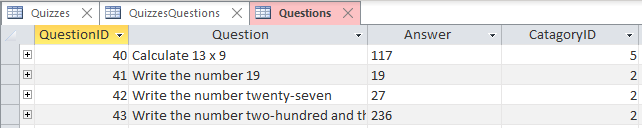 Quizzes QuizzesQuestions Questions
QuestionID Question Answer CatagoryID
40 Calculate 13 x 9 117 5
41 Write the number 19 19 2
42 Write the number twenty-seven 27 2
43 Write the number two-hundred and th 236 2